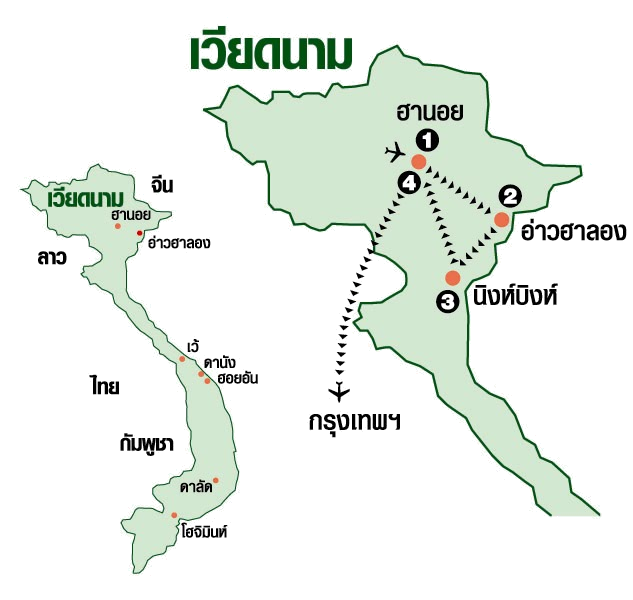 เวียดนาม
ฮานอย
1
4
2
อ่าวฮาลอง
3
นิงห์บิงห์
กรุงเทพฯ
จีน
เวียดนาม
ฮานอย
อ่าวฮาลอง
ลาว
เว้
ดานัง
ฮอยอัน
ไทย
กัมพูชา
ดาลัด
โฮจิมินห์